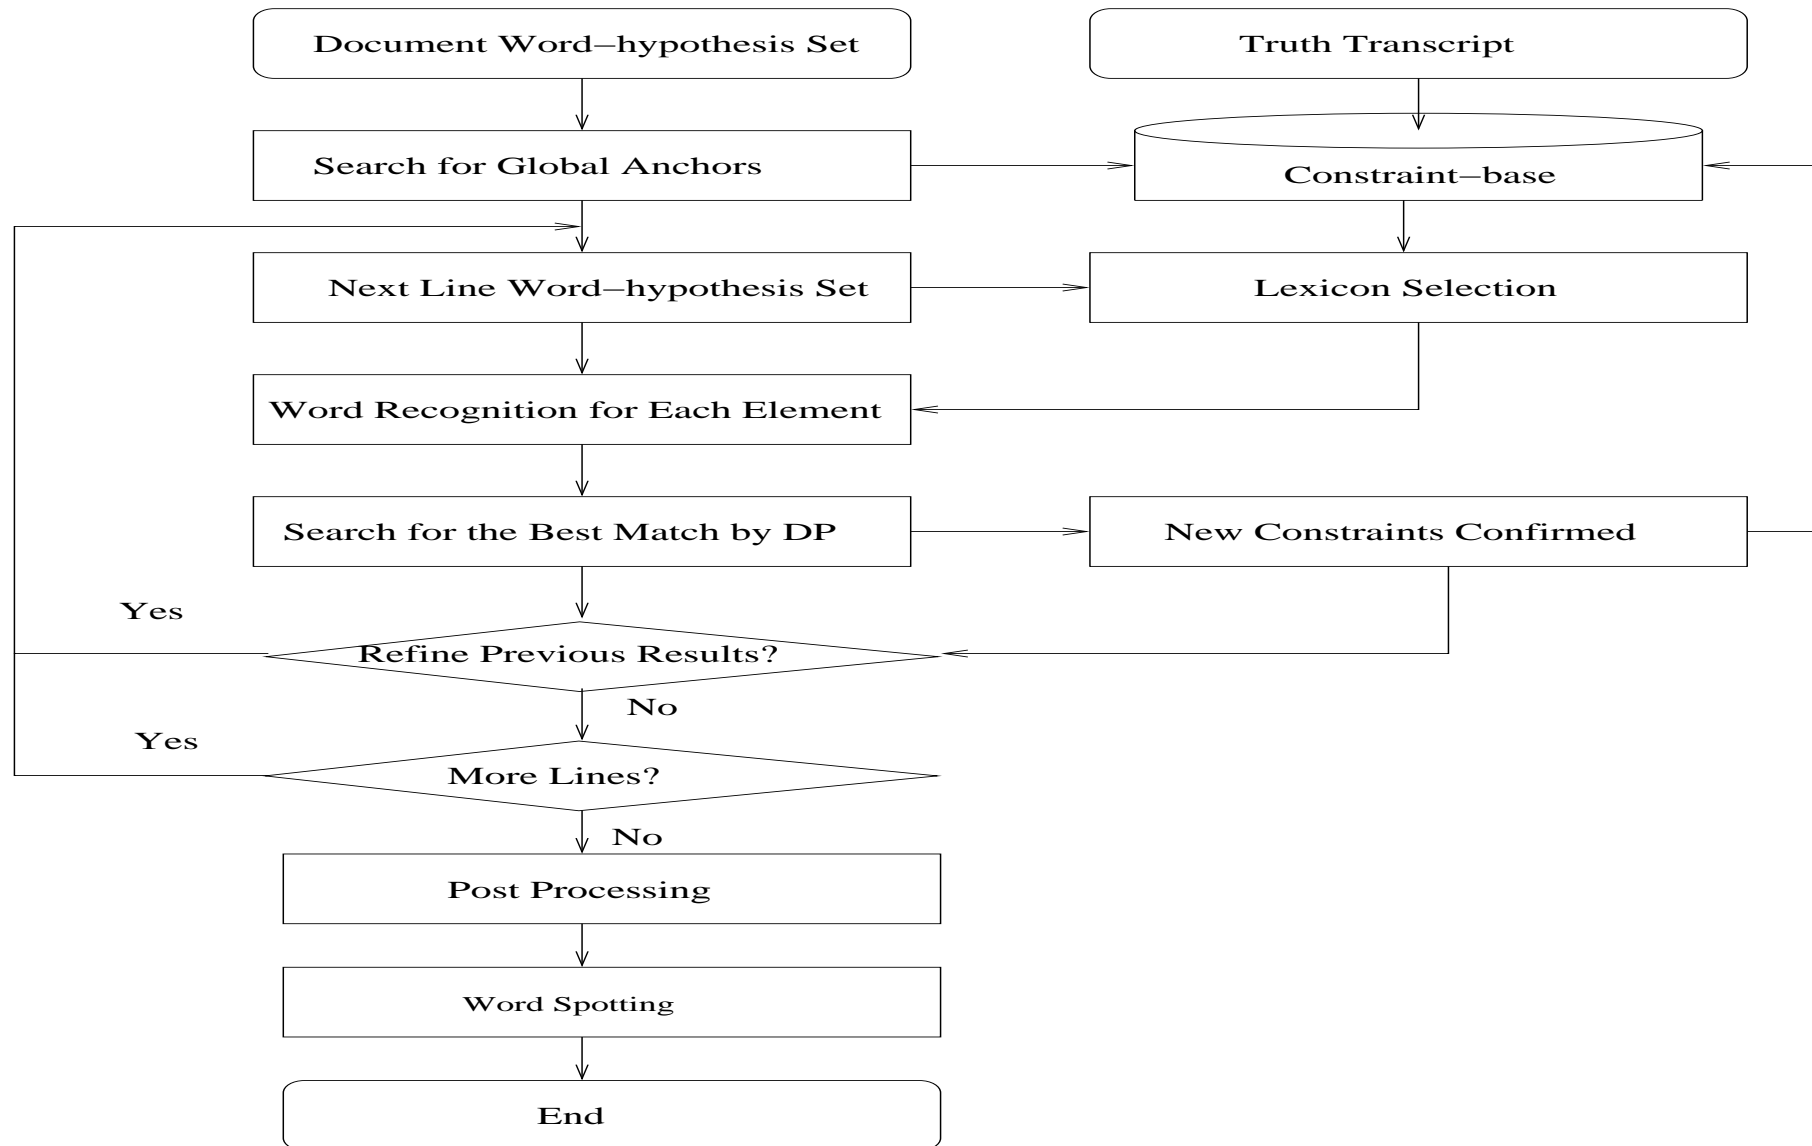 Document Word–hypothesis Set
Truth Transcript
Search for Global Anchors
Constraint–base
Next Line Word–hypothesis Set
Lexicon Selection
Word Recognition for Each Element
Search for the Best Match by DP
New Constraints Confirmed
Yes
Refine Previous Results?
No
Yes
More Lines?
No
Post Processing
Word Spotting
End